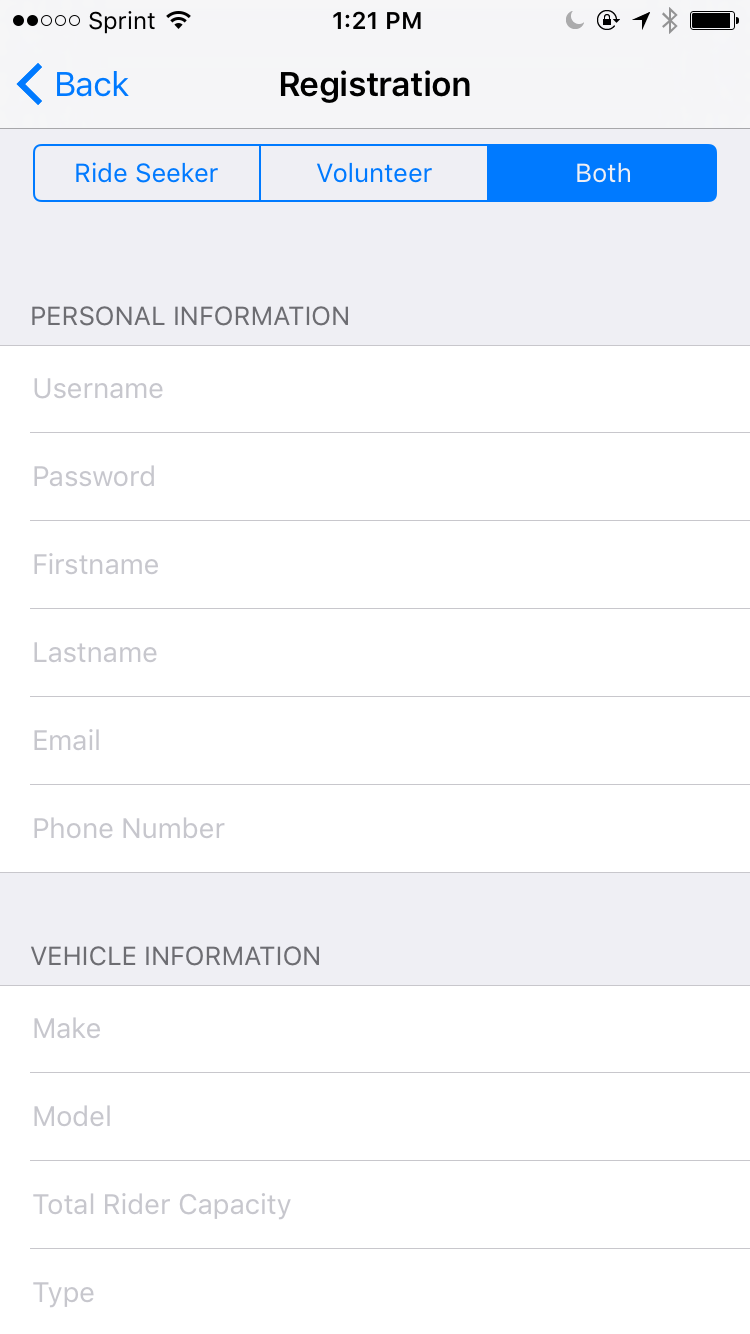 Sprint 1:21 PM
Back Registration
Ride Seeker Volunteer Both
PERSONAL INFORMATION
Username
Password
Firstname
Lastname
Email
Phone Number
VEHICLE INFORMATION
Make
Model
Total Rider Capacity
Type